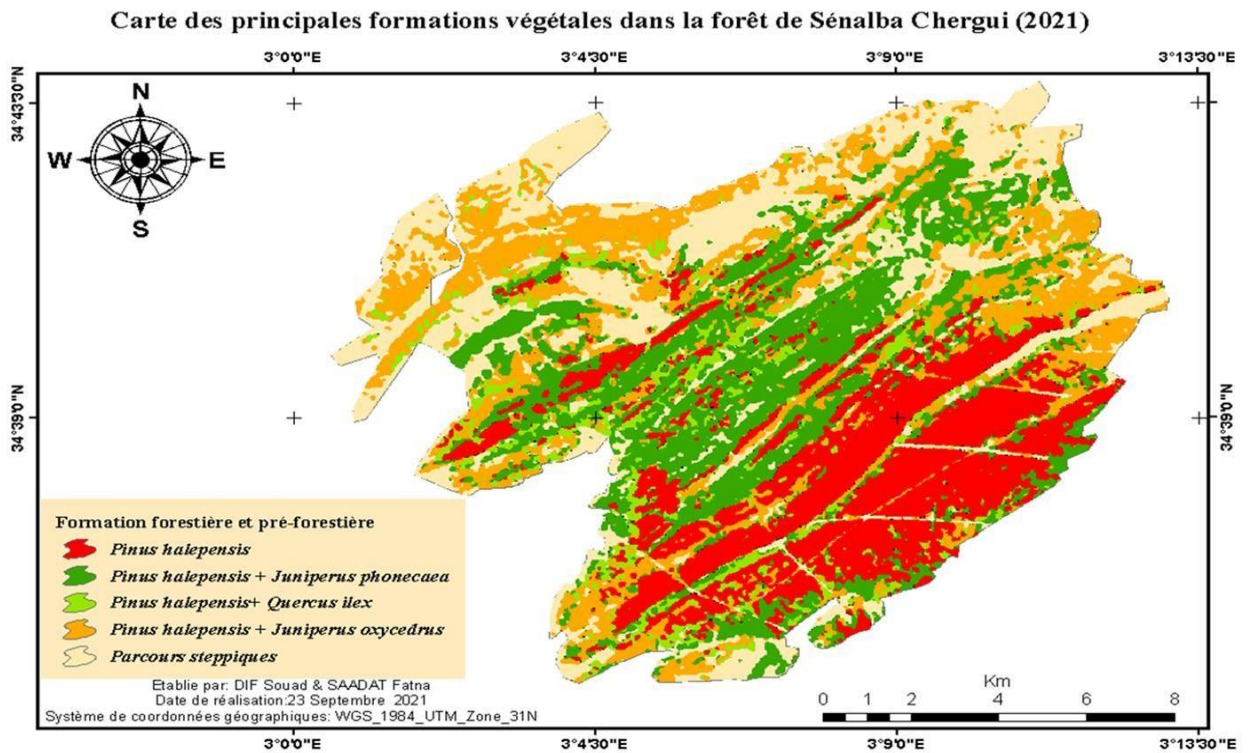 Carte des principales formations végétales dans la forêt de Sénalba Chergui (2021)
3°0'0"E 3°4'30"E 3°9'0"E 3°13'30"E
34°43'30"N
34°43'30"N
N
W E
S
34°39'0"N
34°39'0"N
Formation forestière et pré-forestière
Pinus halepensis
Pinus halepensis + Juniperus phonecaea
Pinus halepensis+ Quercus ilex
Pinus halepensis + Juniperus oxycedrus
Parcours steppiques
Etablie par: DIF Souad & SAADAT Fatna
Date de réalisation:23 Septembre 2021
Système de coordonnées géographiques: WGS_1984_UTM_Zone_31N
Km
0 1 2 4 6 8
3°0'0"E 3°4'30"E 3°9'0"E 3°13'30"E